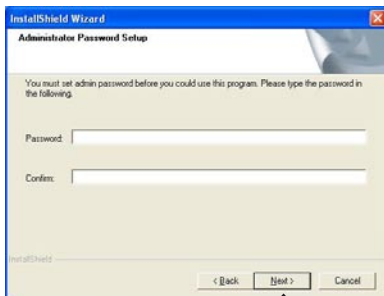 InstallShield Wizard
Administrator Password Setup
You must set admin password before you could use this program. Please type the password in
the following.
Password:
Confirm:
InstallShield
< Back
Next >
Cancel